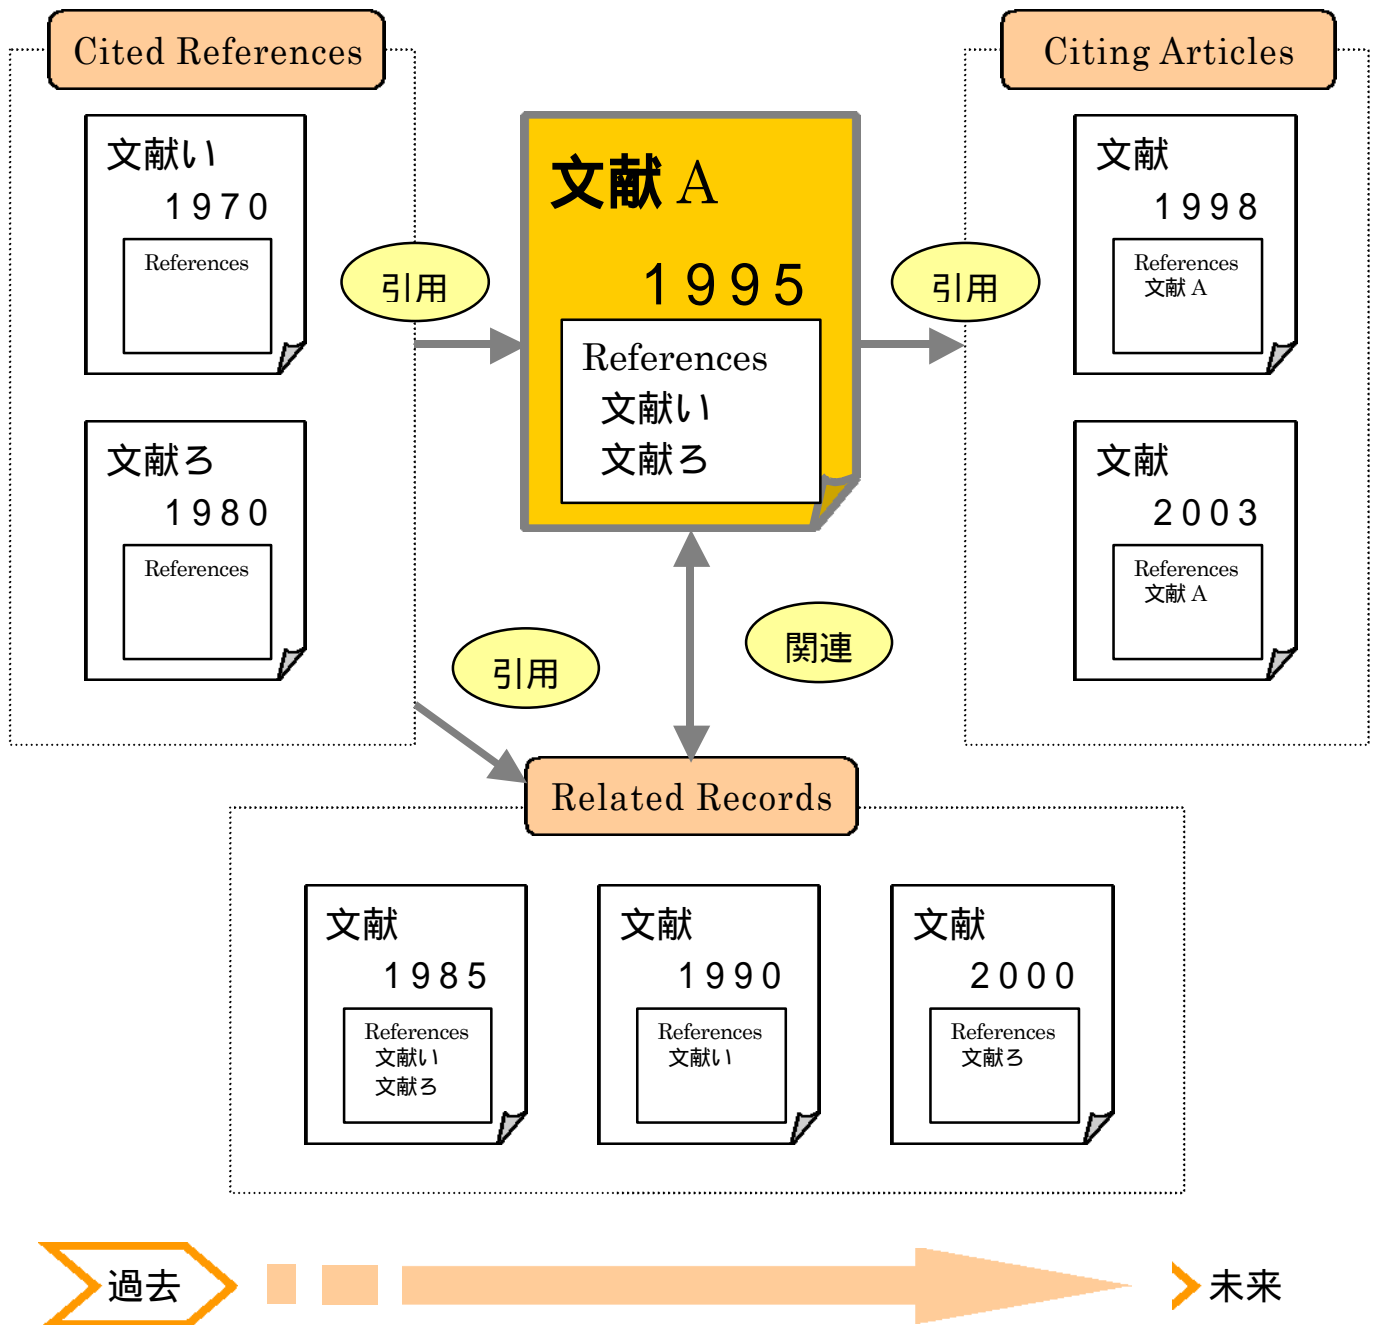 Cited References
文献い
1970
References
文献ろ
1980
References
引用
文献 A
1995
References
文献い
文献ろ
引用
Citing Articles
文献
1998
References
文献 A
文献
2003
References
文献 A
引用
関連
Related Records
文献
1985
References
文献い
文献ろ
文献
1990
References
文献い
文献
2000
References
文献ろ
過去
未来